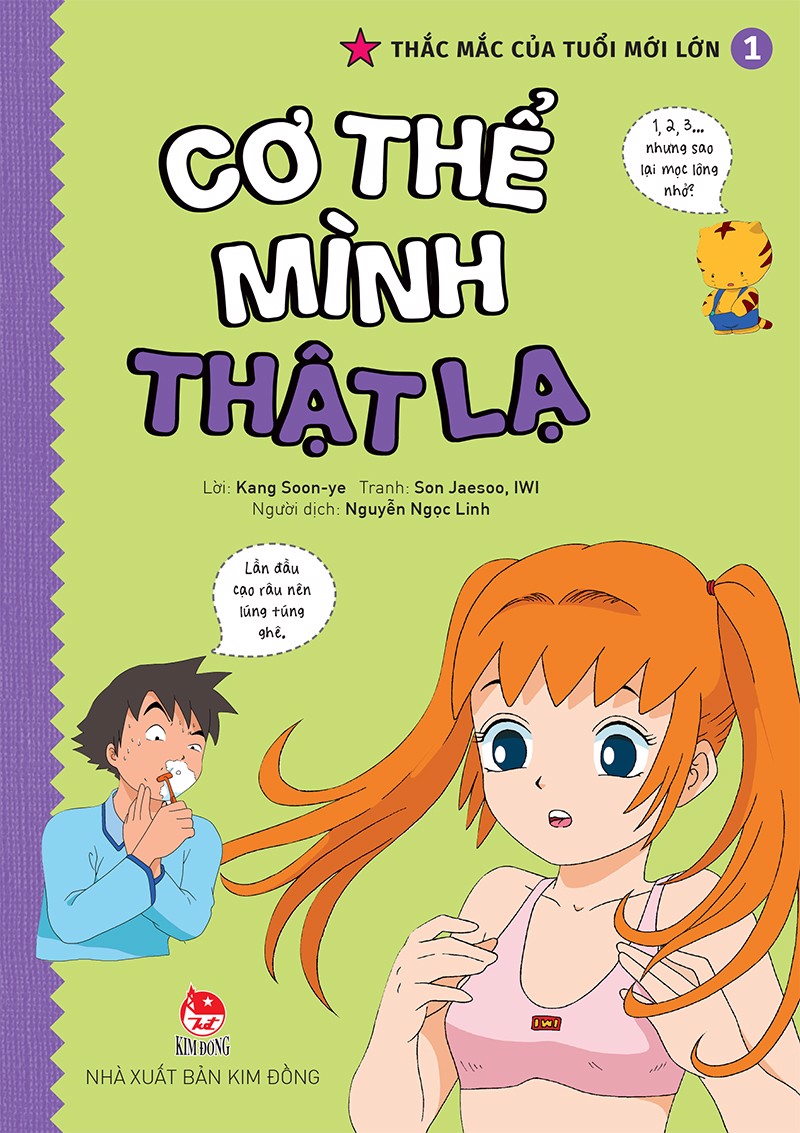 THẮC MẮC CỦA TUỔI MỚI LỚN 1
CƠ THỂ
MÌNH
THẬT LẠ
1, 2, 3...
nhưng sao
lại mọc lông
nhở?
Lời: Kang Soon-ye Tranh: Son Jaesoo, IWI
Người dịch: Nguyễn Ngọc Linh
Lần đầu
cạo râu nên
lúng túng
ghê.
IWI
KIM ĐỒNG
NHÀ XUẤT BẢN KIM ĐỒNG